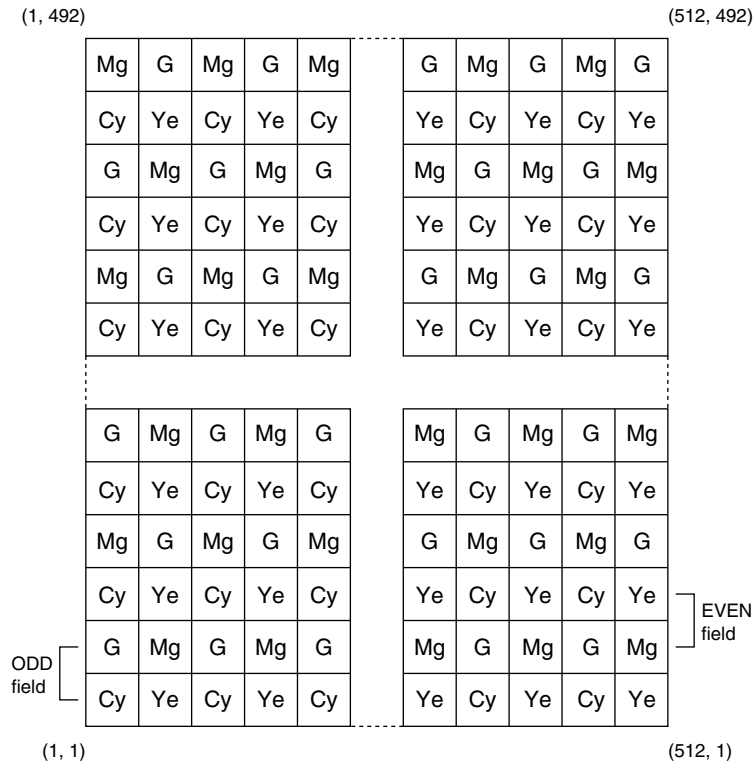 (1, 492) (512, 492)
Mg G Mg G Mg G Mg G Mg G
Cy Ye Cy Ye Cy Ye Cy Ye Cy Ye
G Mg G Mg G Mg G Mg G Mg
Cy Ye Cy Ye Cy Ye Cy Ye Cy Ye
Mg G Mg G Mg G Mg G Mg G
Cy Ye Cy Ye Cy Ye Cy Ye Cy Ye
G Mg G Mg G Mg G Mg G Mg
Cy Ye Cy Ye Cy Ye Cy Ye Cy Ye
Mg G Mg G Mg G Mg G Mg G
Cy Ye Cy Ye Cy Ye Cy Ye Cy Ye
EVEN
field
G Mg G Mg G Mg G Mg G Mg
ODD
field
Cy Ye Cy Ye Cy Ye Cy Ye Cy Ye
(1, 1) (512, 1)